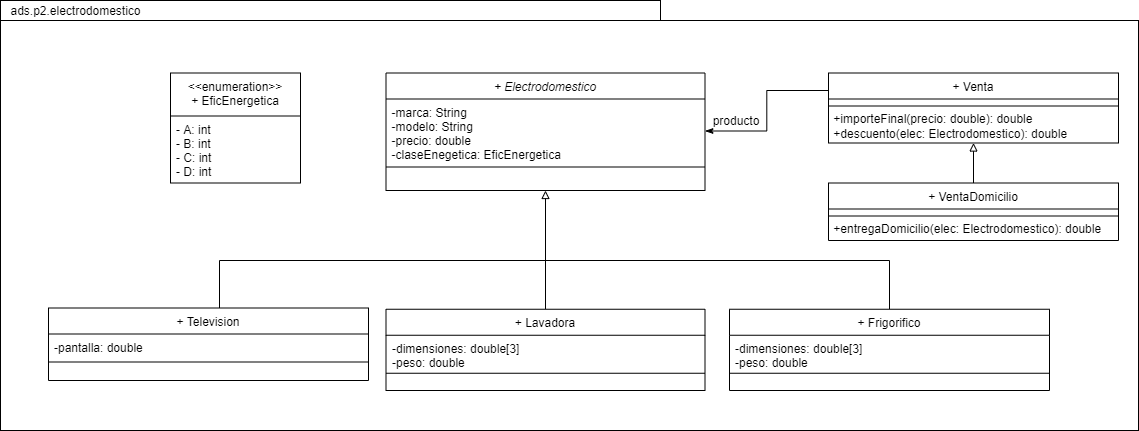 ads.p2.electrodomestico
<<enumeration>>
+ EficEnergetica
- A: int
- B: int
- C: int
- D: int
+ Electrodomestico
-marca: String
-modelo: String
-precio: double
-claseEnegetica: EficEnergetica
producto
+ Venta
+importeFinal(precio: double): double
+descuento(elec: Electrodomestico): double
+ VentaDomicilio
+entregaDomicilio(elec: Electrodomestico): double
+ Television
-pantalla: double
+ Lavadora
-dimensiones: double[3]
-peso: double
+ Frigorifico
-dimensiones: double[3]
-peso: double